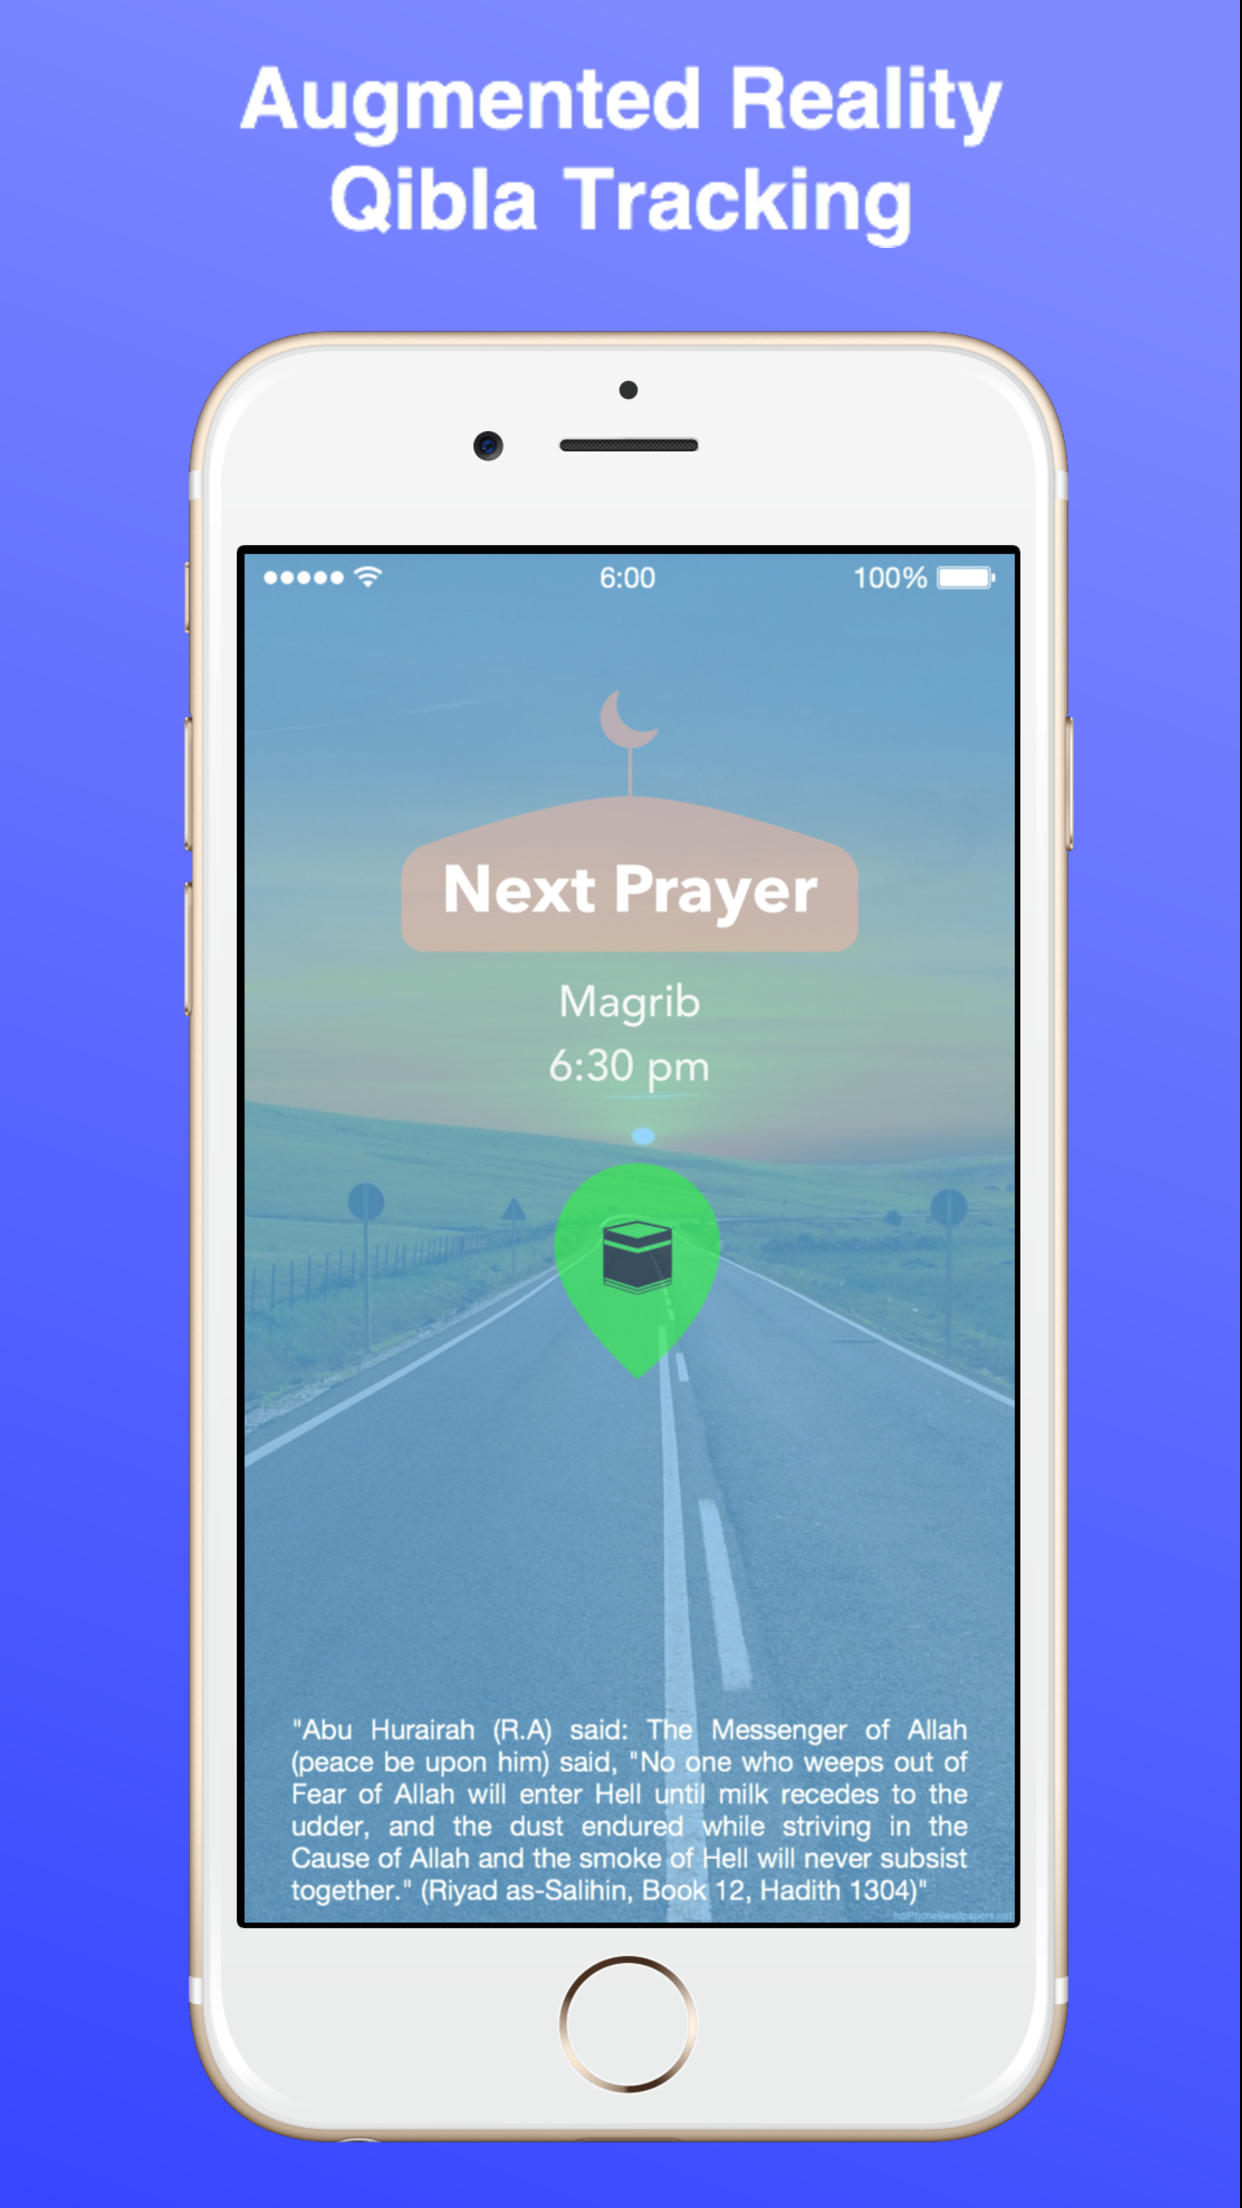 Augmented Reality
Qibla Tracking
6:00
100%
Next Prayer
Magrib
6:30 pm
"Abu Hurairah (R.A) said: The Messenger of Allah
(peace be upon him) said, "No one who weeps out of
Fear of Allah will enter Hell until milk recedes to the
udder, and the dust endured while striving in the
Cause of Allah and the smoke of Hell will never subsist
together." (Riyad as-Salihin, Book 12, Hadith 1304)"